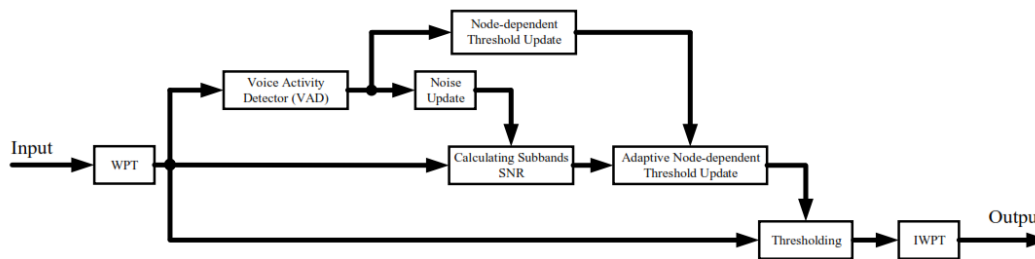 Node-dependent
Threshold Update
Voice Activity
Detector (VAD)
Noise
Update
Input
WPT
Calculating Subbands
SNR
Adaptive Node-dependent
Threshold Update
Thresholding
IWPT
Output